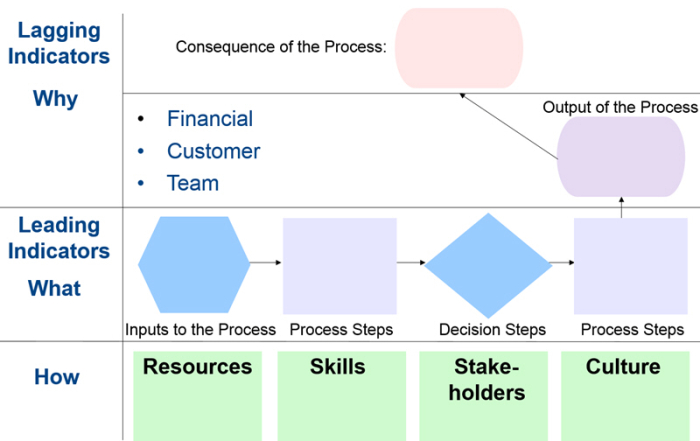 Lagging
Indicators
Why
Consequence of the Process:
Output of the Process
• Financial
• Customer
• Team
Leading
Indicators
What
Inputs to the Process
Process Steps
Decision Steps
Process Steps
How
Resources
Skills
Stake-
holders
Culture